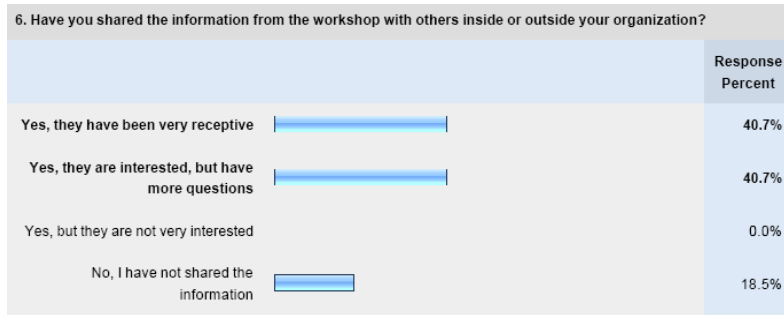 6. Have you shared the information from the workshop with others inside or outside your organization?
Response
Percent
Yes, they have been very receptive
40.7%
Yes, they are interested, but have
more questions
40.7%
Yes, but they are not very interested
0.0%
No, I have not shared the
information
18.5%